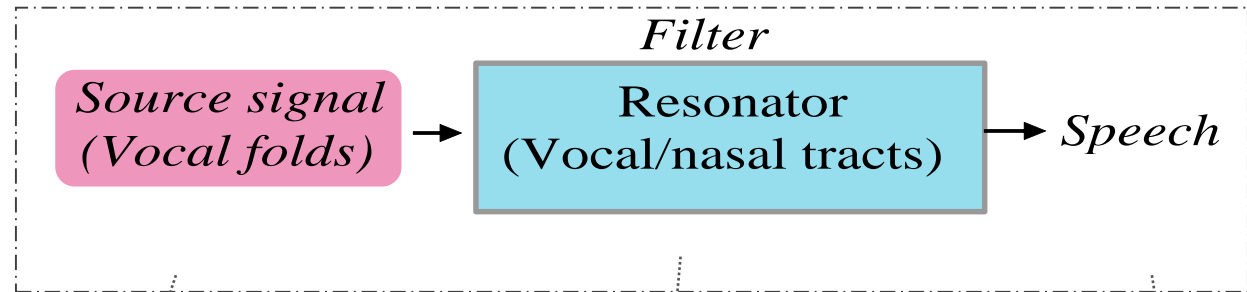 Filter
Source signal
(Vocal folds)
Resonator
(Vocal/nasal tracts)
Speech